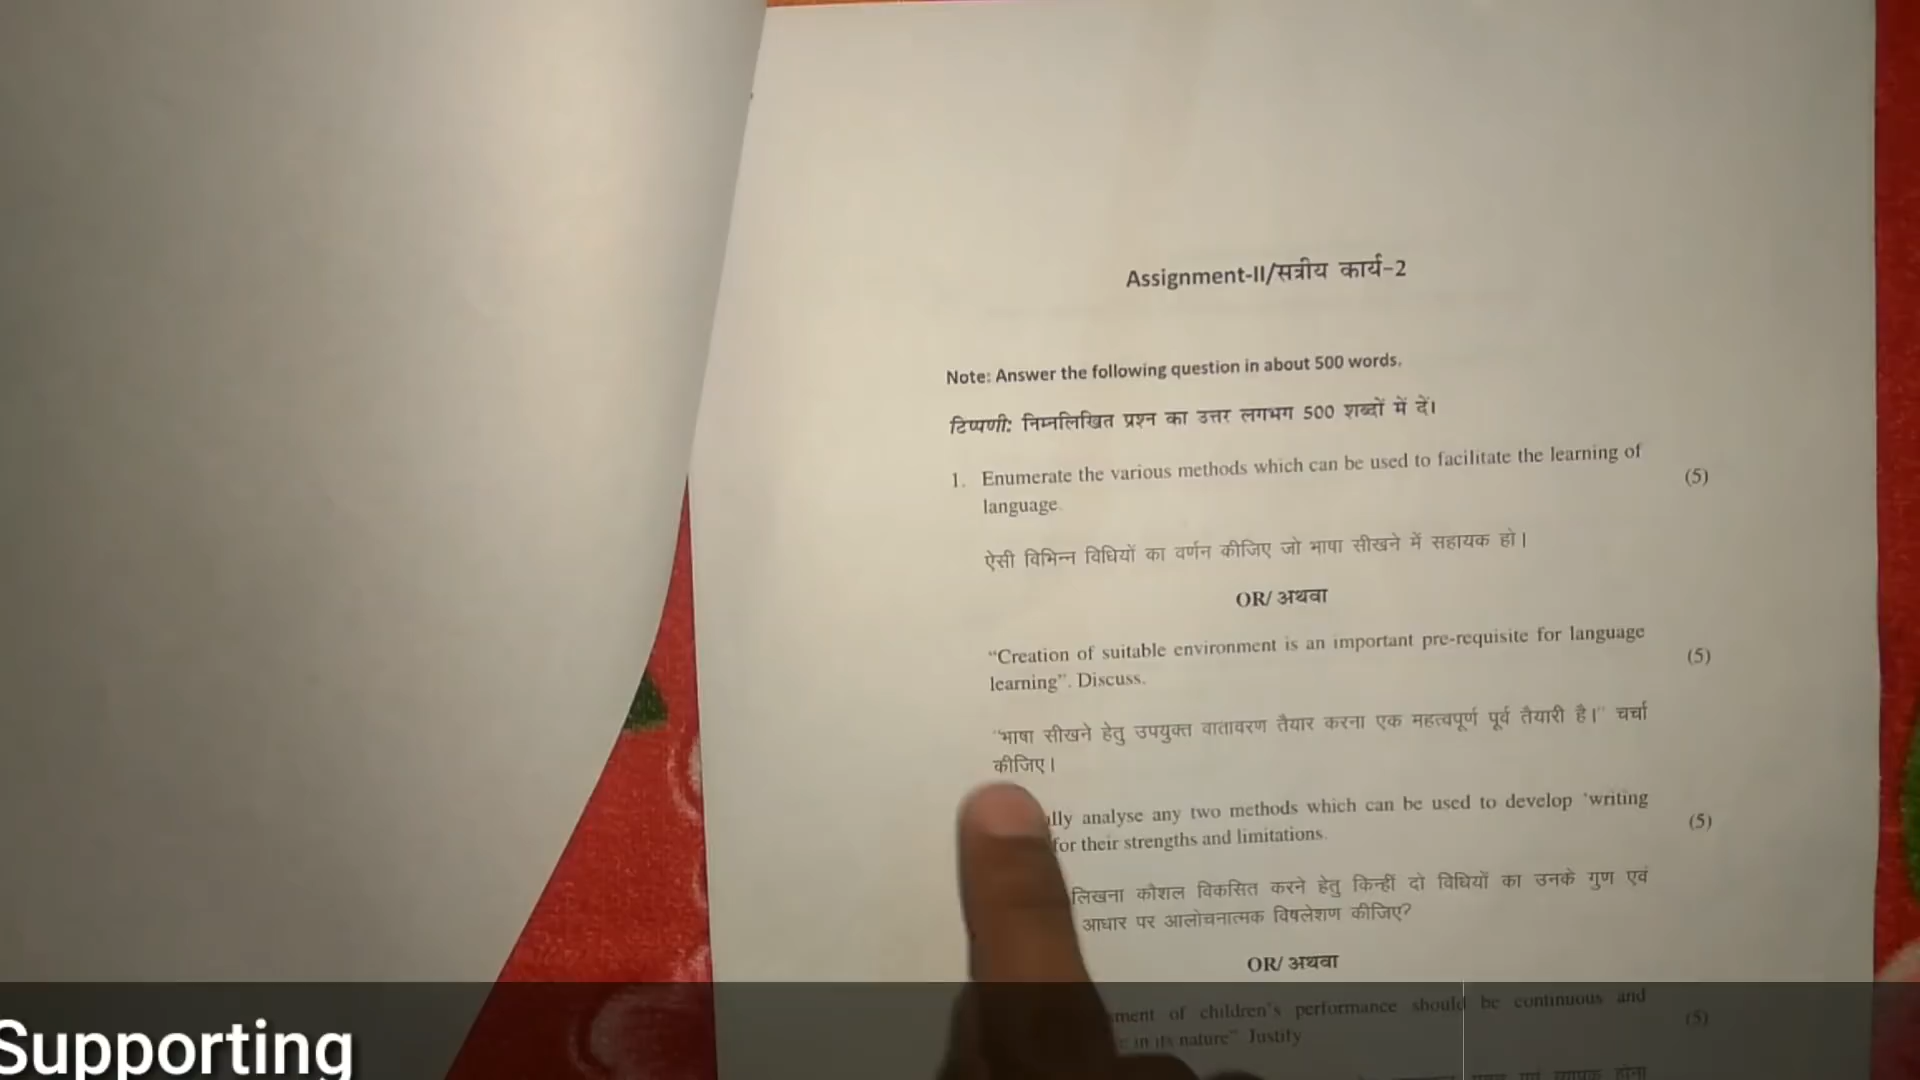 Assignment-II/सत्रीय कार्य-2
Note: Answer the following question in about 500 words.
टिप्पणी: निम्नलिखित प्रश्न का उत्तर लगभग 500 शब्दों में दें।
1. Enumerate the various methods which can be used to facilitate the learning of
(5)
language.
ऐसी विभिन्न विधियों का वर्णन कीजिए जो भाषा सीखने में सहायक हो।
OR/ अथवा
“Creation of suitable environment is an important pre-requisite for language
(5)
learning”. Discuss.
“भाषा सीखने हेतु उपयुक्त वातावरण तैयार करना एक महत्वपूर्ण पूर्व तैयारी है।” चर्चा
कीजिए।
analyse any two methods which can be used to develop ‘writing
(5)
for their strengths and limitations.
लिखना कौशल विकसित करने हेतु किन्हीं दो विधियों का उनके गुण एवं
आधार पर आलोचनात्मक विषलेशण कीजिए?
OR/ अथवा
of children’s performance should be continuous and
(5)
in its nature” Justify
Supporting